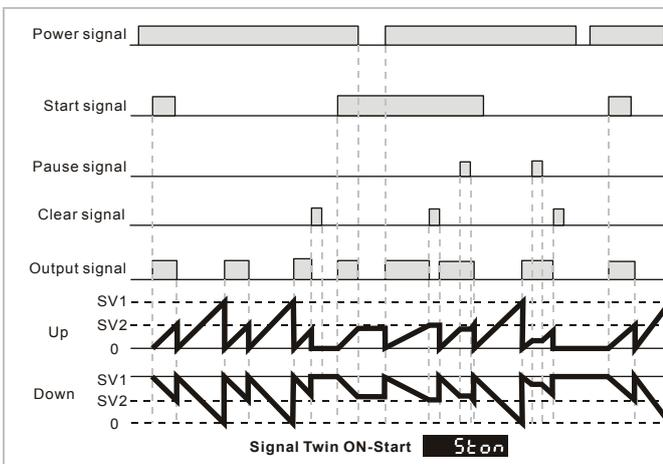 Power signal
Start signal
Pause signal
Clear signal
Output signal
SV1
Up
SV2
0
SV1
Down
SV2
0
Signal Twin ON-Start
Ston